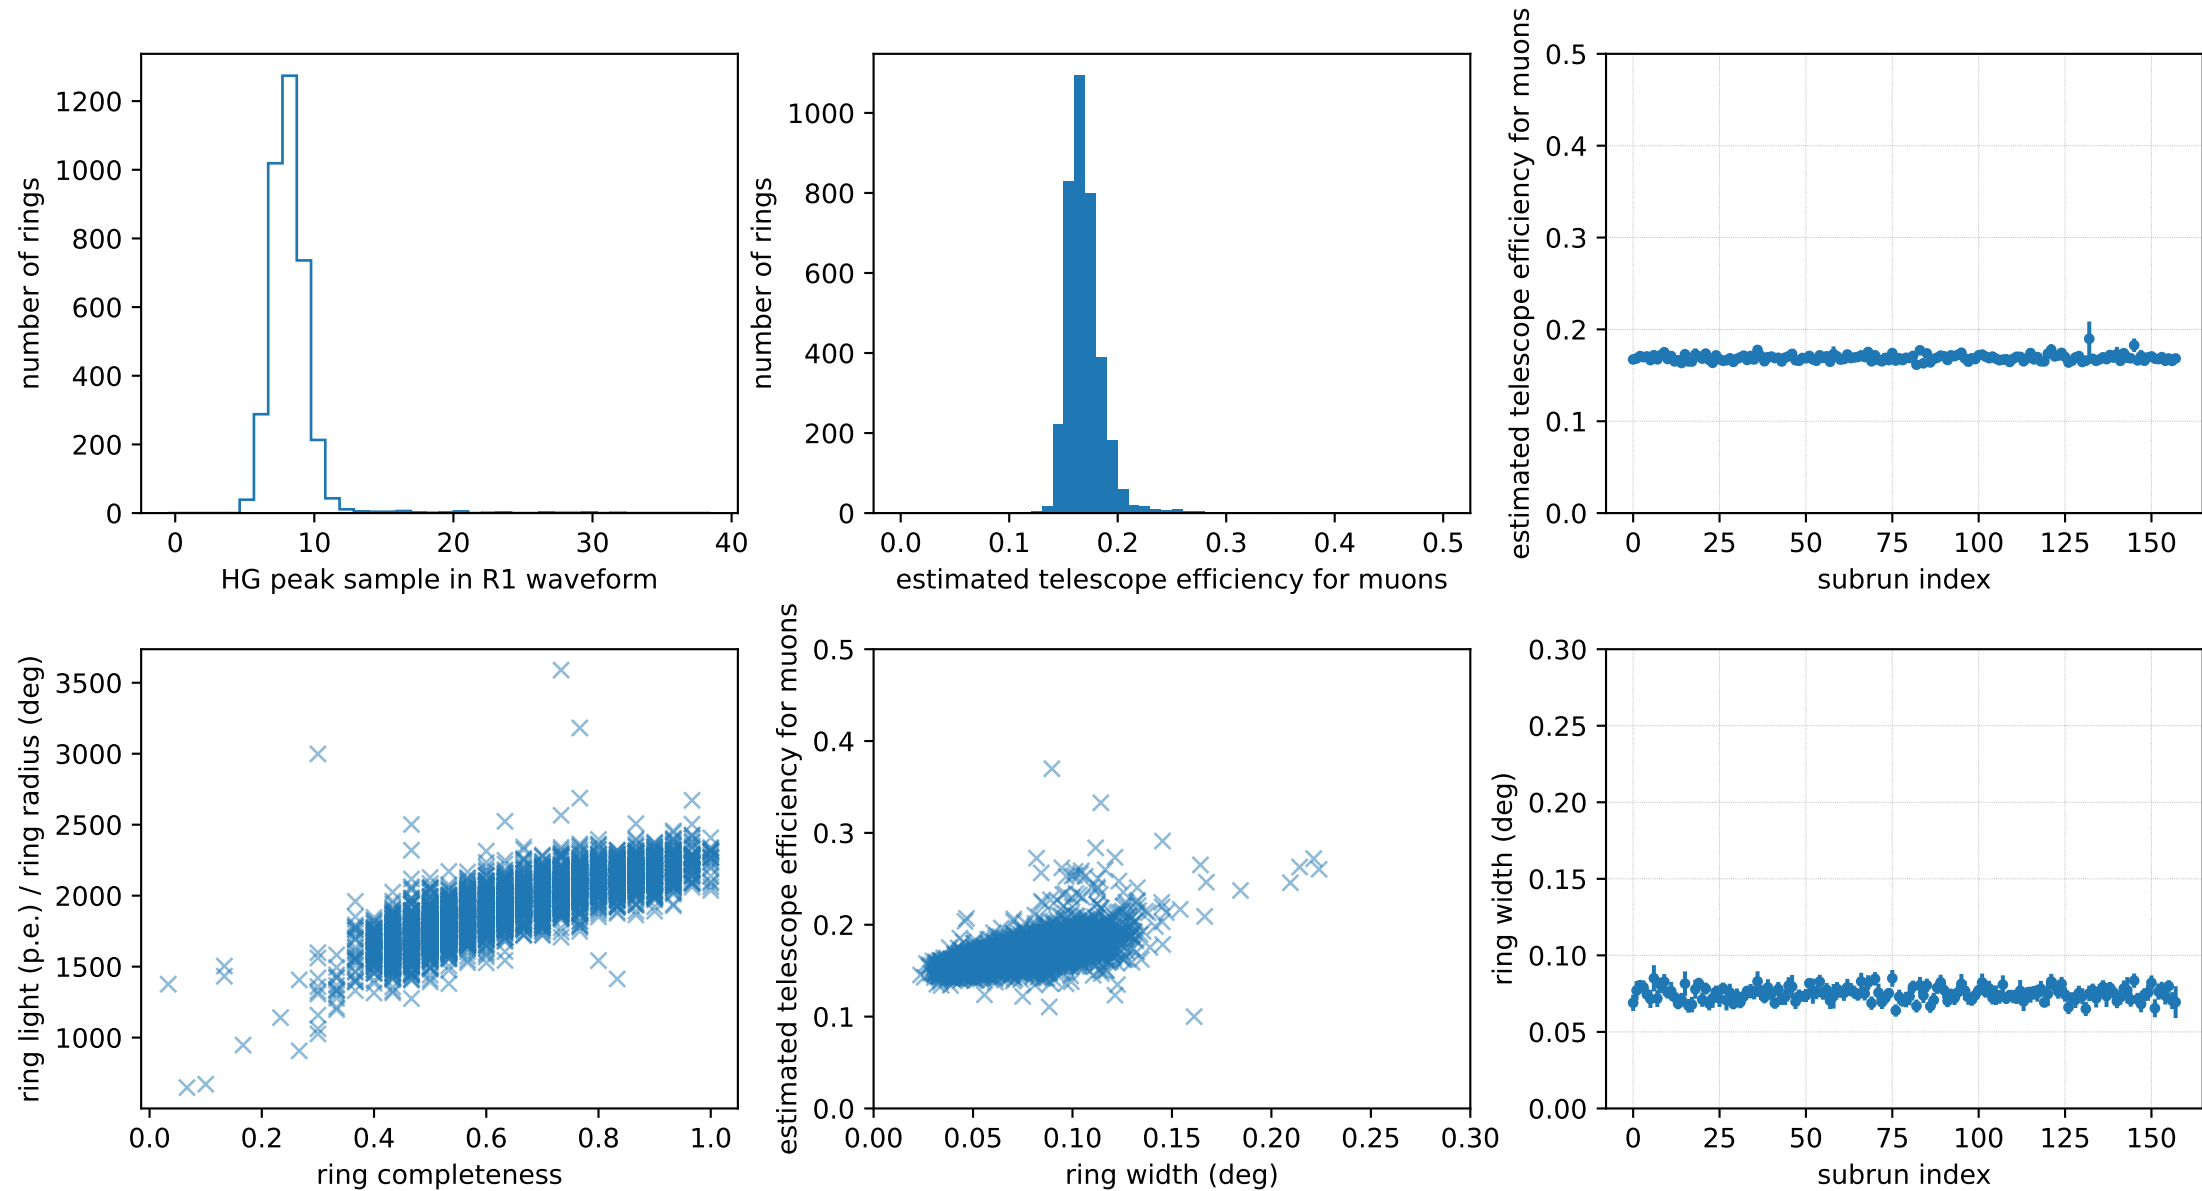 number of rings
1200
1000
800
600
400
200
0
0 10 20 30 40
HG peak sample in R1 waveform
number of rings
1000
800
600
400
200
0
0.0 0.1 0.2 0.3 0.4 0.5
estimated telescope efficiency for muons
estimated telescope efficiency for muons
0.5
0.4
0.3
0.2
0.1
0.0
0 25 50 75 100 125 150
subrun index
ring light (p.e.) / ring radius (deg)
3500
3000
2500
2000
1500
1000
0.0 0.2 0.4 0.6 0.8 1.0
ring completeness
estimated telescope efficiency for muons
0.5
0.4
0.3
0.2
0.1
0.0
0.00 0.05 0.10 0.15 0.20 0.25 0.30
ring width (deg)
ring width (deg)
0.30
0.25
0.20
0.15
0.10
0.05
0.00
0 25 50 75 100 125 150
subrun index